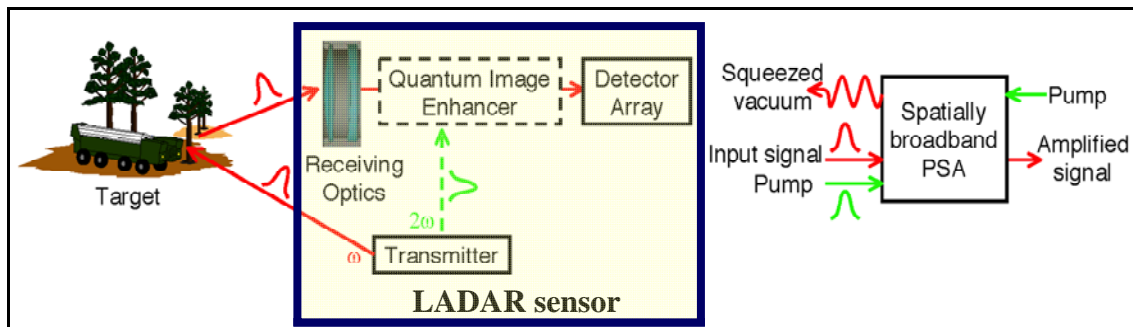 Target
Receiving
Optics
Quantum Image
Enhancer
Detector
Array
2ω
ω
Transmitter
LADAR sensor
Squeezed
vacuum
Input signal
Pump
Spatially
broadband
PSA
Pump
Amplified
signal